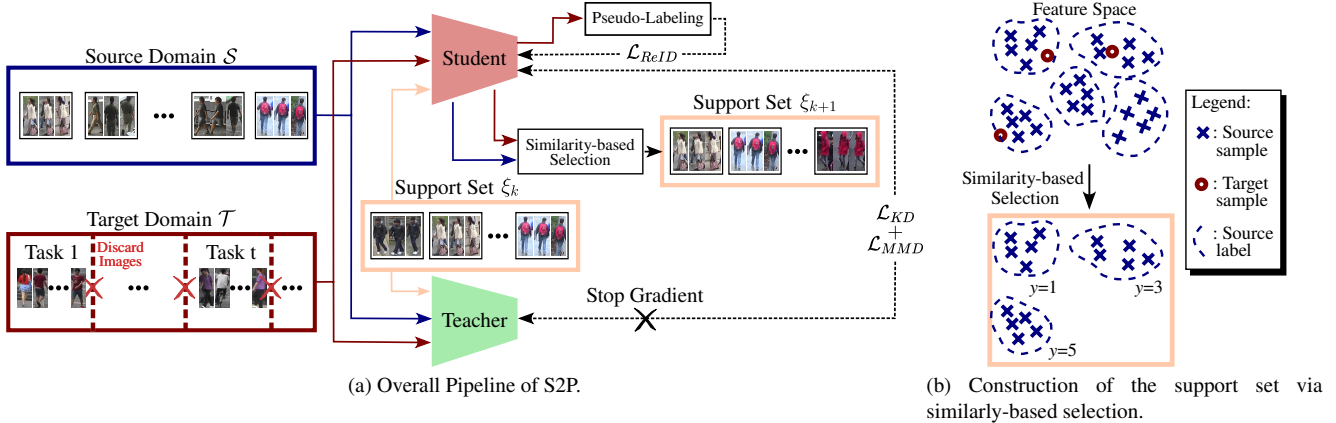 Source Domain 𝒮
•••
Target Domain 𝒯
Task 1
Discard
Images
Task t
••• ••• ••• •••
Student
Pseudo-Labeling
ℒ_{ReID}
Similarity-based
Selection
Support Set ξ_{k+1}
•••
Support Set ξ_k
•••
Teacher
Stop Gradient
ℒ_{KD}
+
ℒ_{MMD}
(a) Overall Pipeline of S2P.
Feature Space
Similarity-based
Selection
y=1
y=3
y=5
Legend:
: Source
sample
: Target
sample
: Source
label
(b) Construction of the support set via
similarly-based selection.